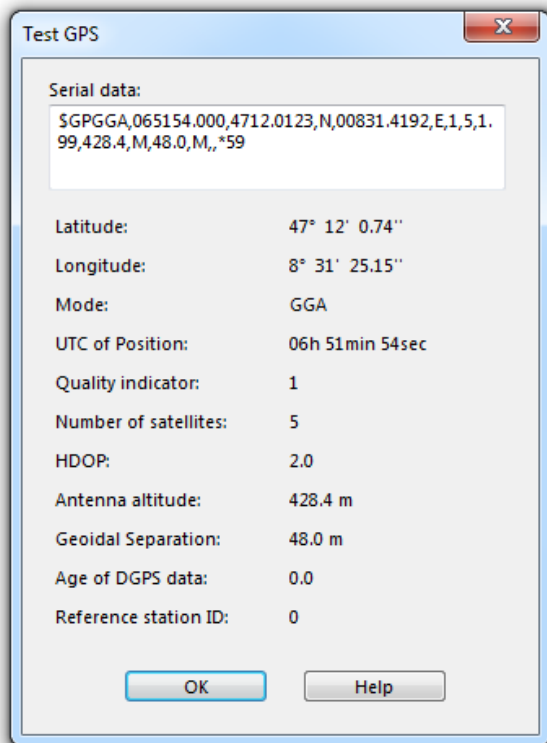 Test GPS
Serial data:
$GPGGA,065154.000,4712.0123,N,00831.4192,E,1,5,1.
99,428.4,M,48.0,M,,*59
Latitude: 47° 12' 0.74''
Longitude: 8° 31' 25.15''
Mode: GGA
UTC of Position: 06h 51min 54sec
Quality indicator: 1
Number of satellites: 5
HDOP: 2.0
Antenna altitude: 428.4 m
Geoidal Separation: 48.0 m
Age of DGPS data: 0.0
Reference station ID: 0
OK Help